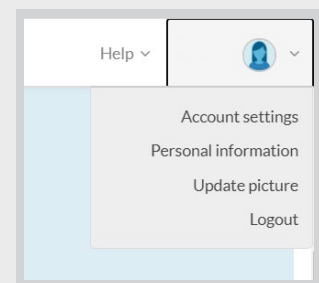 Help
Account settings
Personal information
Update picture
Logout